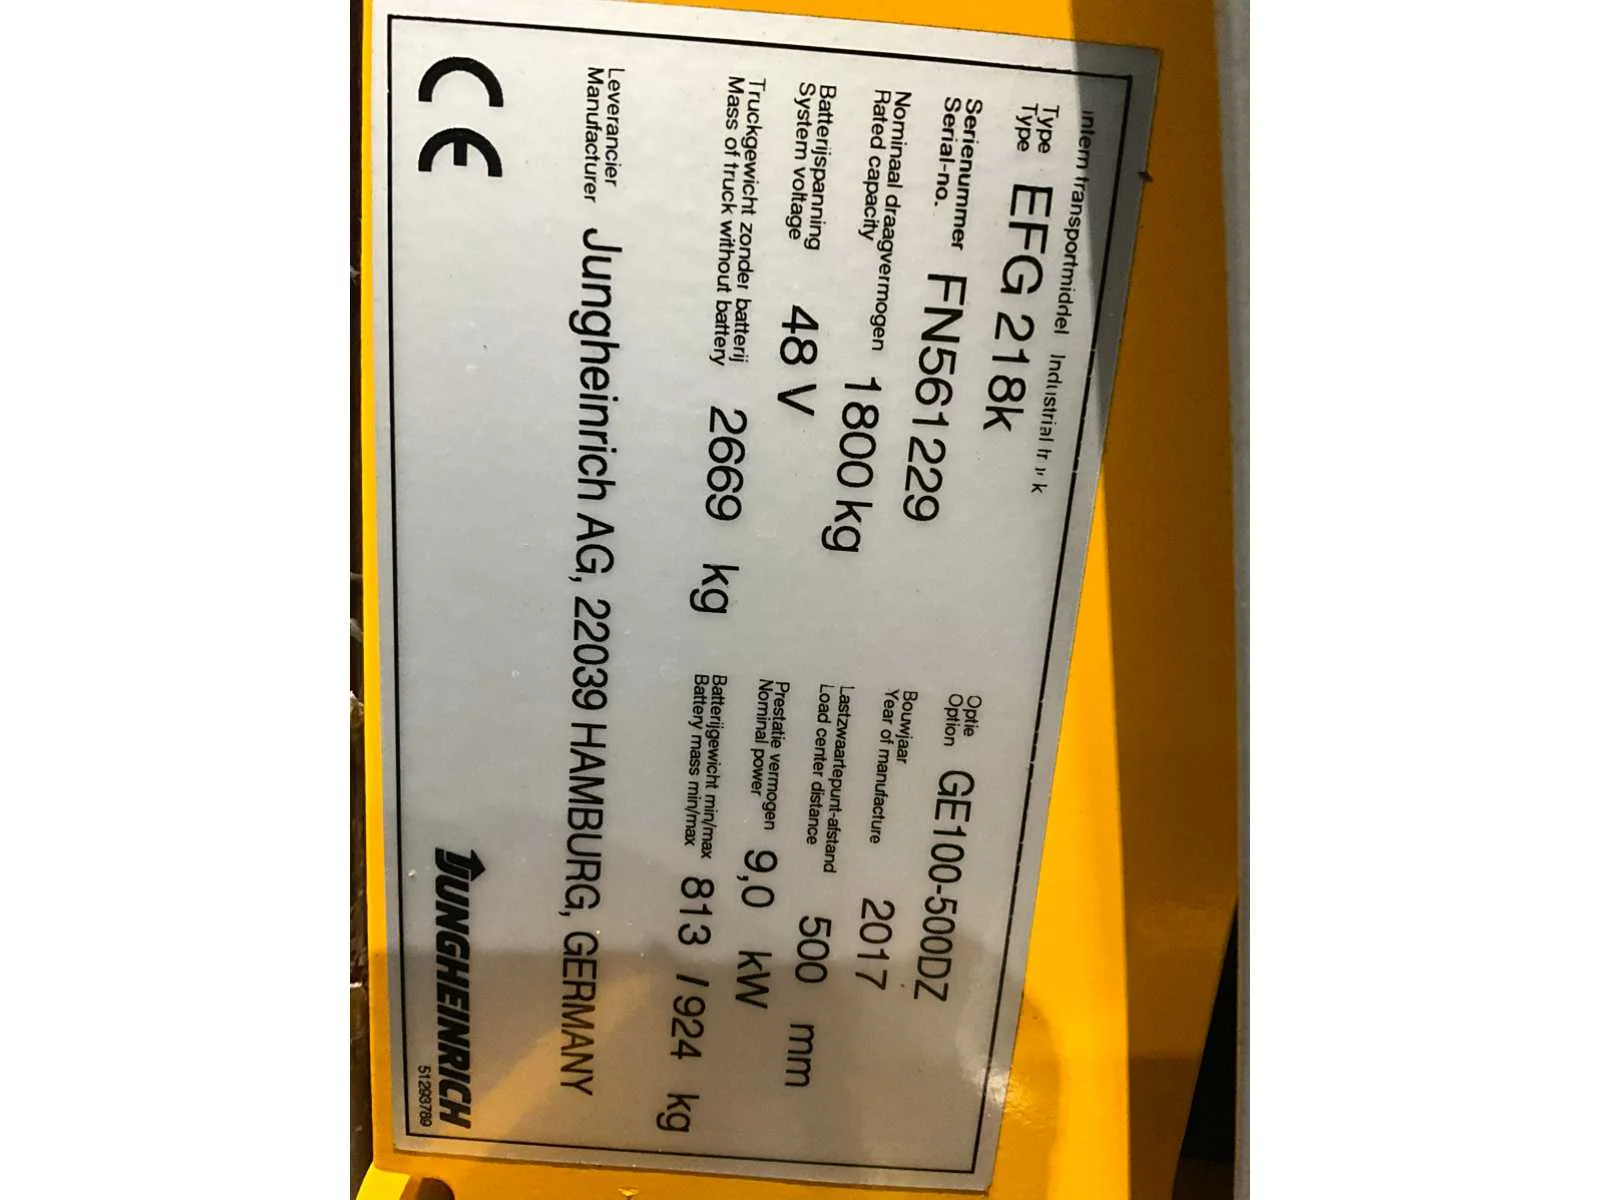 Intern transportmiddel Industrial
Type
Type EFG 218k
Serienummer
Serial-no. FN561229
Optie
Option GE100-500DZ
Nominaal draagvermogen
Rated capacity 1800 kg
Bouwjaar
Year of manufacture 2017
Batterijspanning
System voltage 48 V
Lastzwaartepunt-afstand
Load center distance 500 mm
Truckgewicht zonder batterij
Mass of truck without battery 2669 kg
Prestatie vermogen
Nominal power 9,0 kW
Batterijgewicht min/max
Battery mass min/max 813 / 924 kg
Leverancier
Manufacturer Jungheinrich AG, 22039 HAMBURG, GERMANY
CE
JUNGHEINRICH
51293789